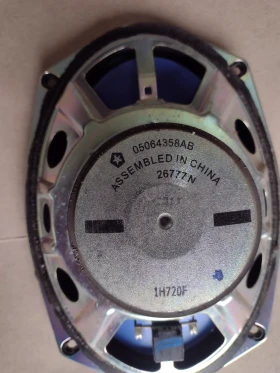 05064358AB
ASSEMBLED IN CHINA
26777N
1H720F